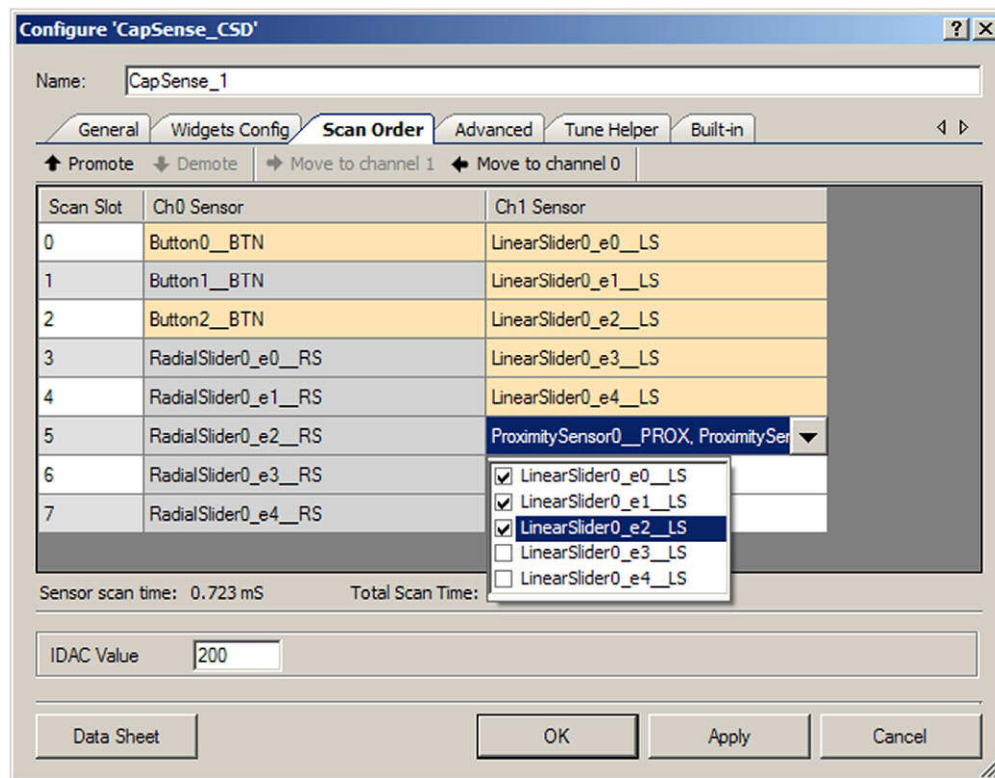 Configure 'CapSense_CSD'
Name: CapSense_1
General Widgets Config Scan Order Advanced Tune Helper Built-in
Promote Demote Move to channel 1 Move to channel 0
Scan Slot Ch0 Sensor Ch1 Sensor
0 Button0__BTN LinearSlider0_e0__LS
1 Button1__BTN LinearSlider0_e1__LS
2 Button2__BTN LinearSlider0_e2__LS
3 RadialSlider0_e0__RS LinearSlider0_e3__LS
4 RadialSlider0_e1__RS LinearSlider0_e4__LS
5 RadialSlider0_e2__RS ProximitySensor0__PROX, ProximitySer
6 RadialSlider0_e3__RS
7 RadialSlider0_e4__RS
LinearSlider0_e0__LS
LinearSlider0_e1__LS
LinearSlider0_e2__LS
LinearSlider0_e3__LS
LinearSlider0_e4__LS
Sensor scan time: 0.723 mS Total Scan Time:
IDAC Value 200
Data Sheet OK Apply Cancel